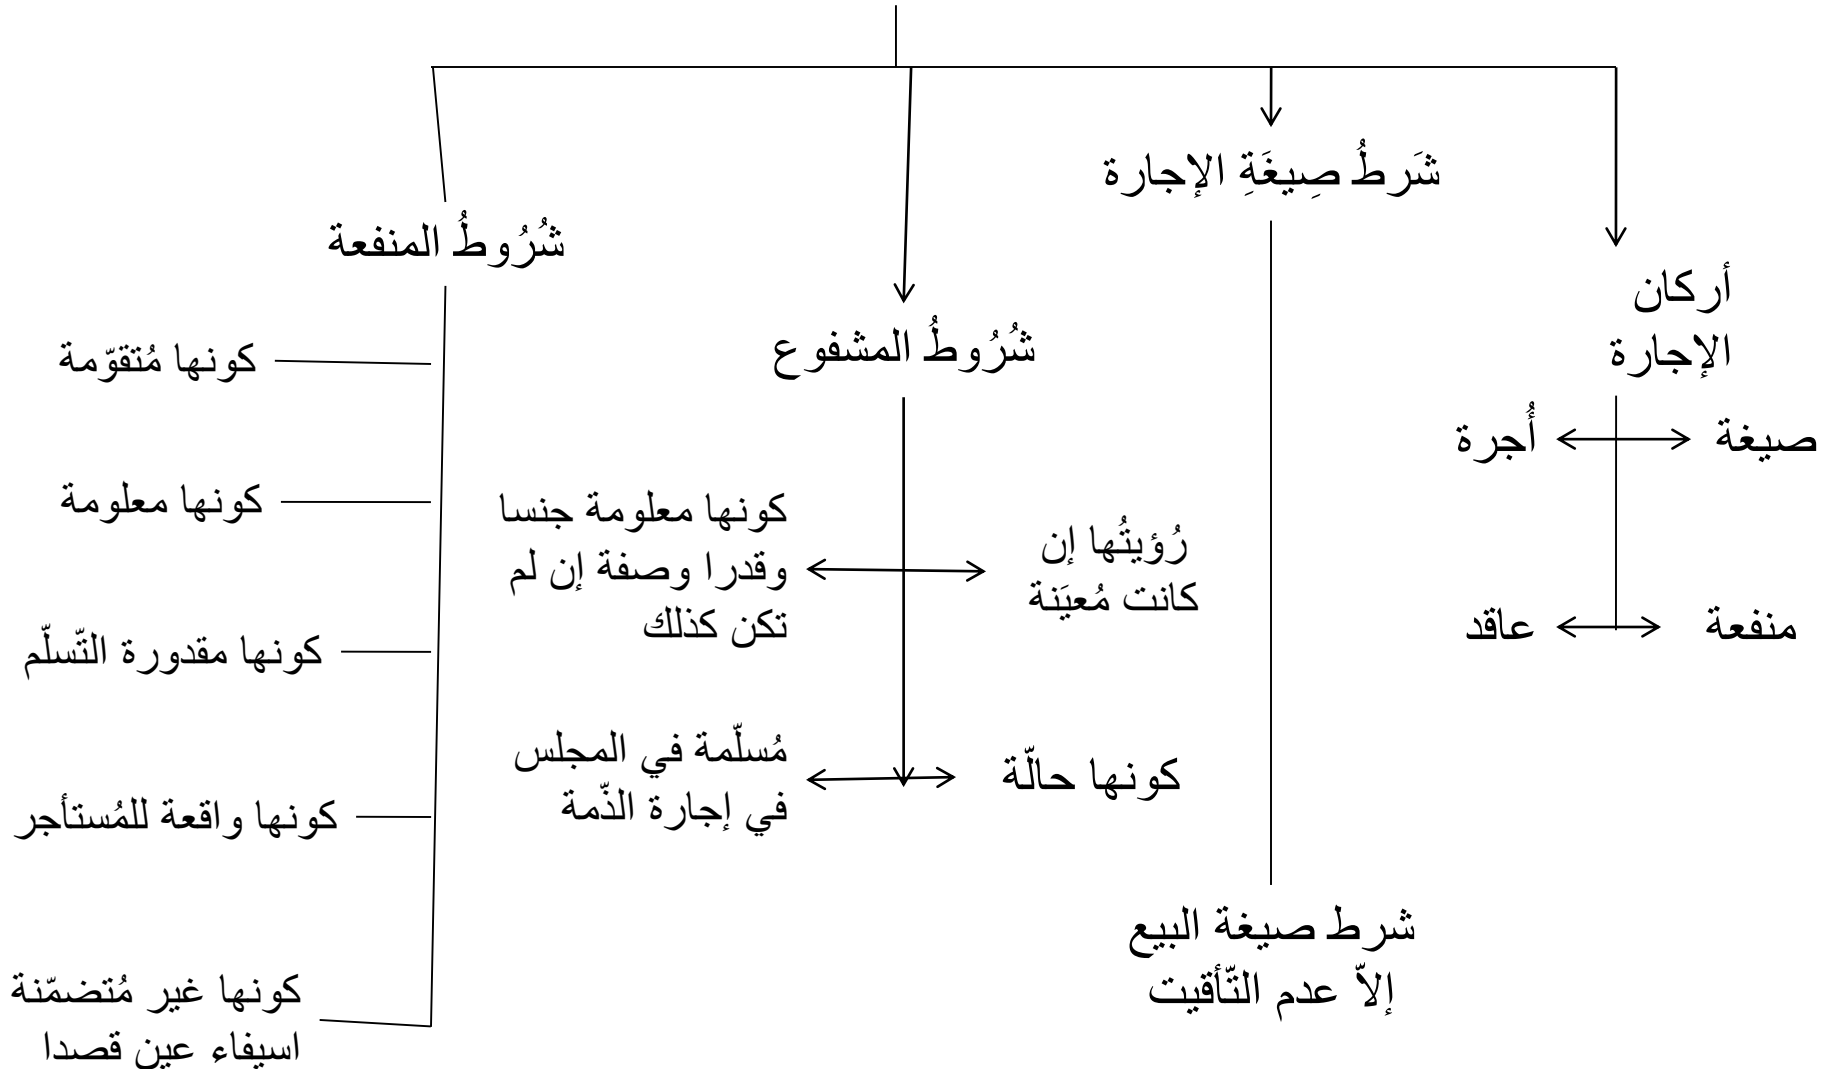 أركان
الإجارة
صيغة
أُجرة
منفعة
عاقد
شَرطُ صِيغَةِ الإجارة
شرط صيغة البيع
إلاّ عدم التّأقيت
شُرُوطُ المشفوع
رُؤيتُها إن
كانت مُعيَنة
كونها معلومة جنسا
وقدرا وصفة إن لم
تكن كذلك
كونها حالّة
مُسلّمة في المجلس
في إجارة الذّمة
شُرُوطُ المنفعة
كونها مُتقوّمة
كونها معلومة
كونها مقدورة التّسلّم
كونها واقعة للمُستأجر
كونها غير مُتضمّنة
اسيفاء عين قصدا